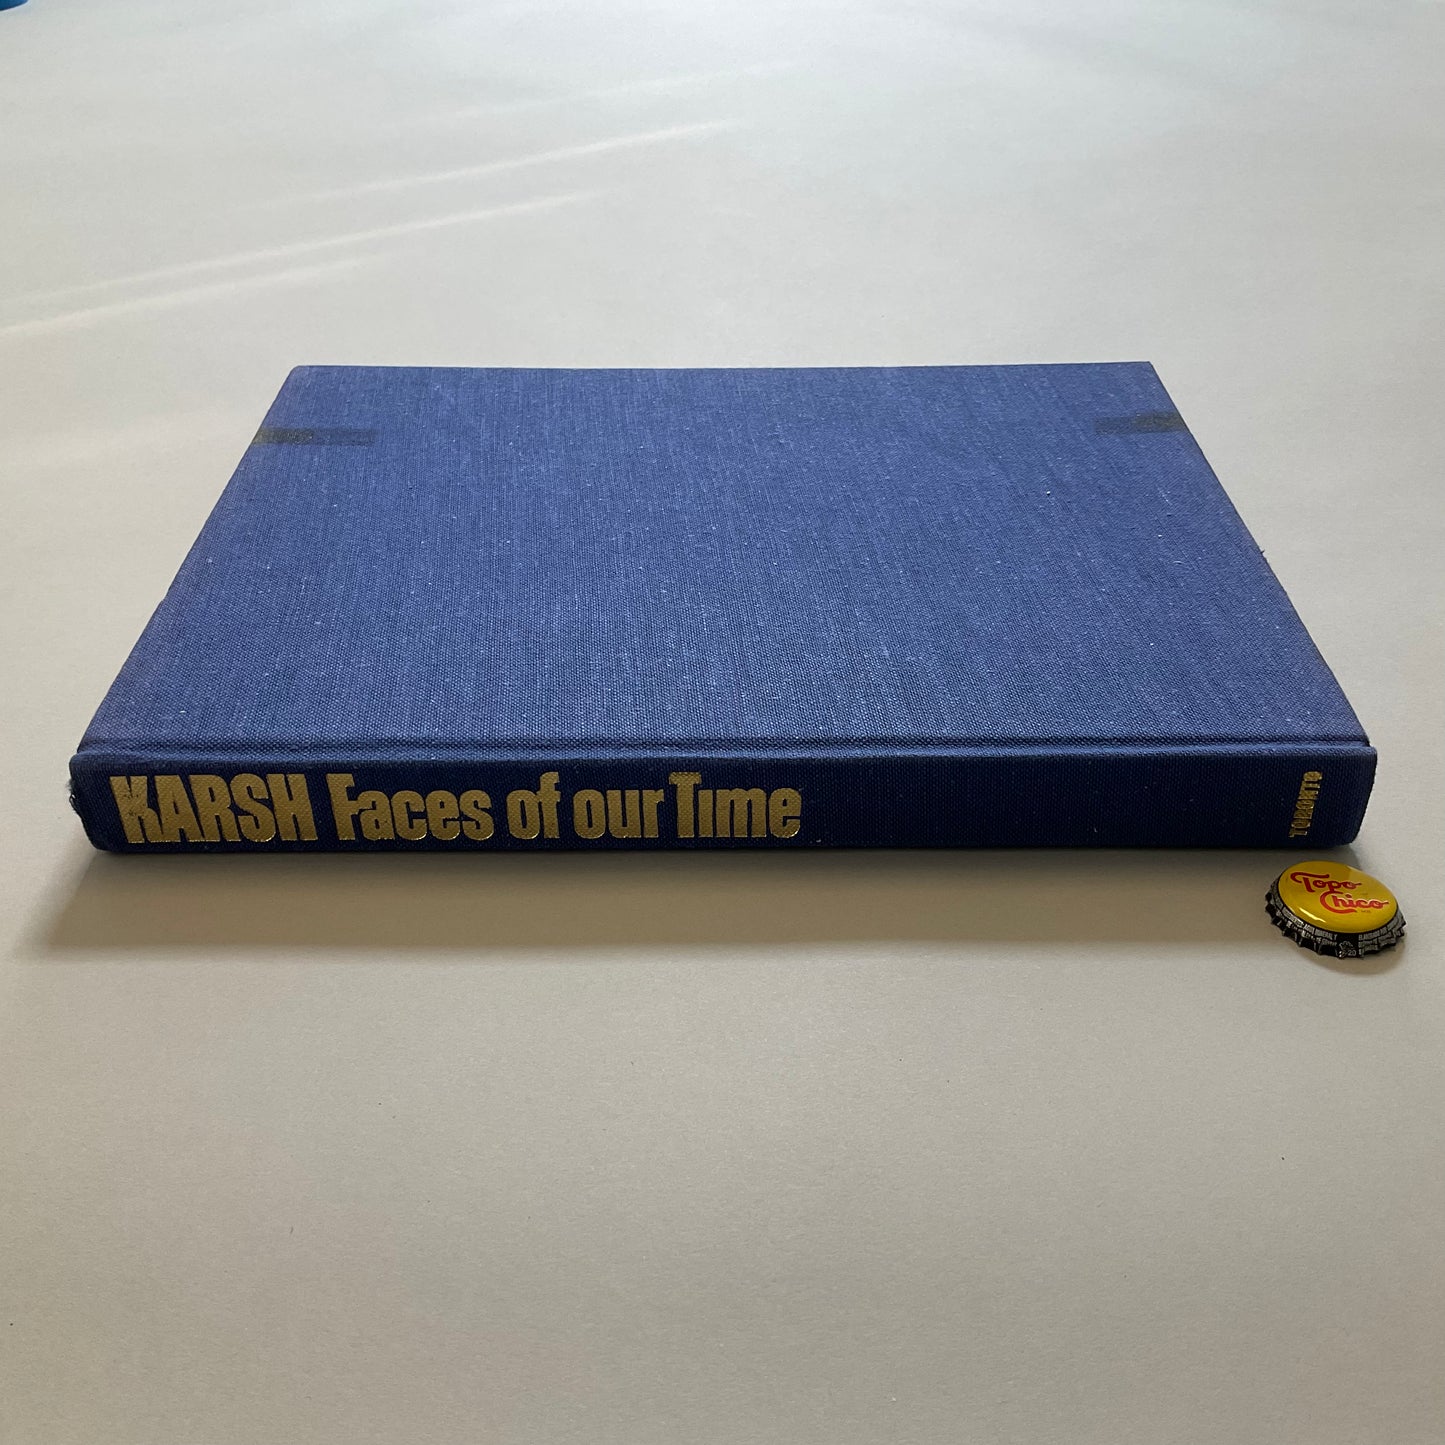 KARSH Faces of our Time
TORONTO
Topo
Chico